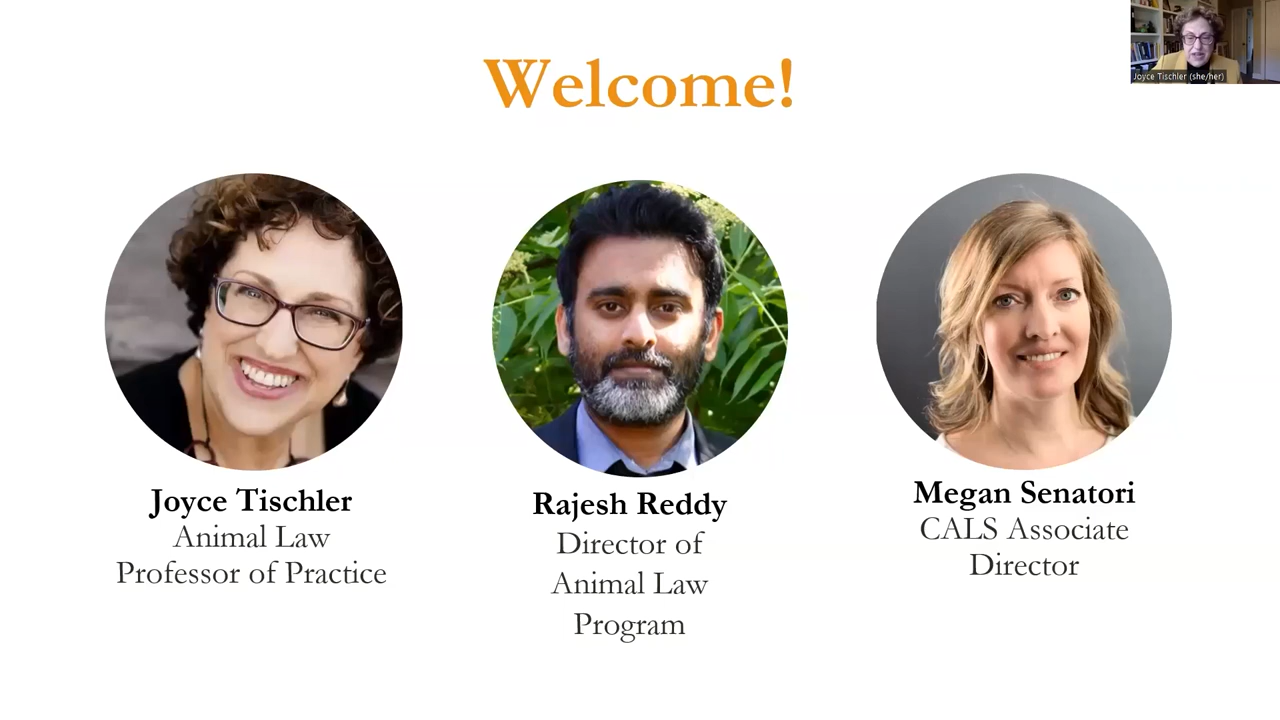 Welcome!
Joyce Tischler (she/her)
Joyce Tischler
Animal Law
Professor of Practice
Rajesh Reddy
Director of
Animal Law
Program
Megan Senatori
CALS Associate
Director